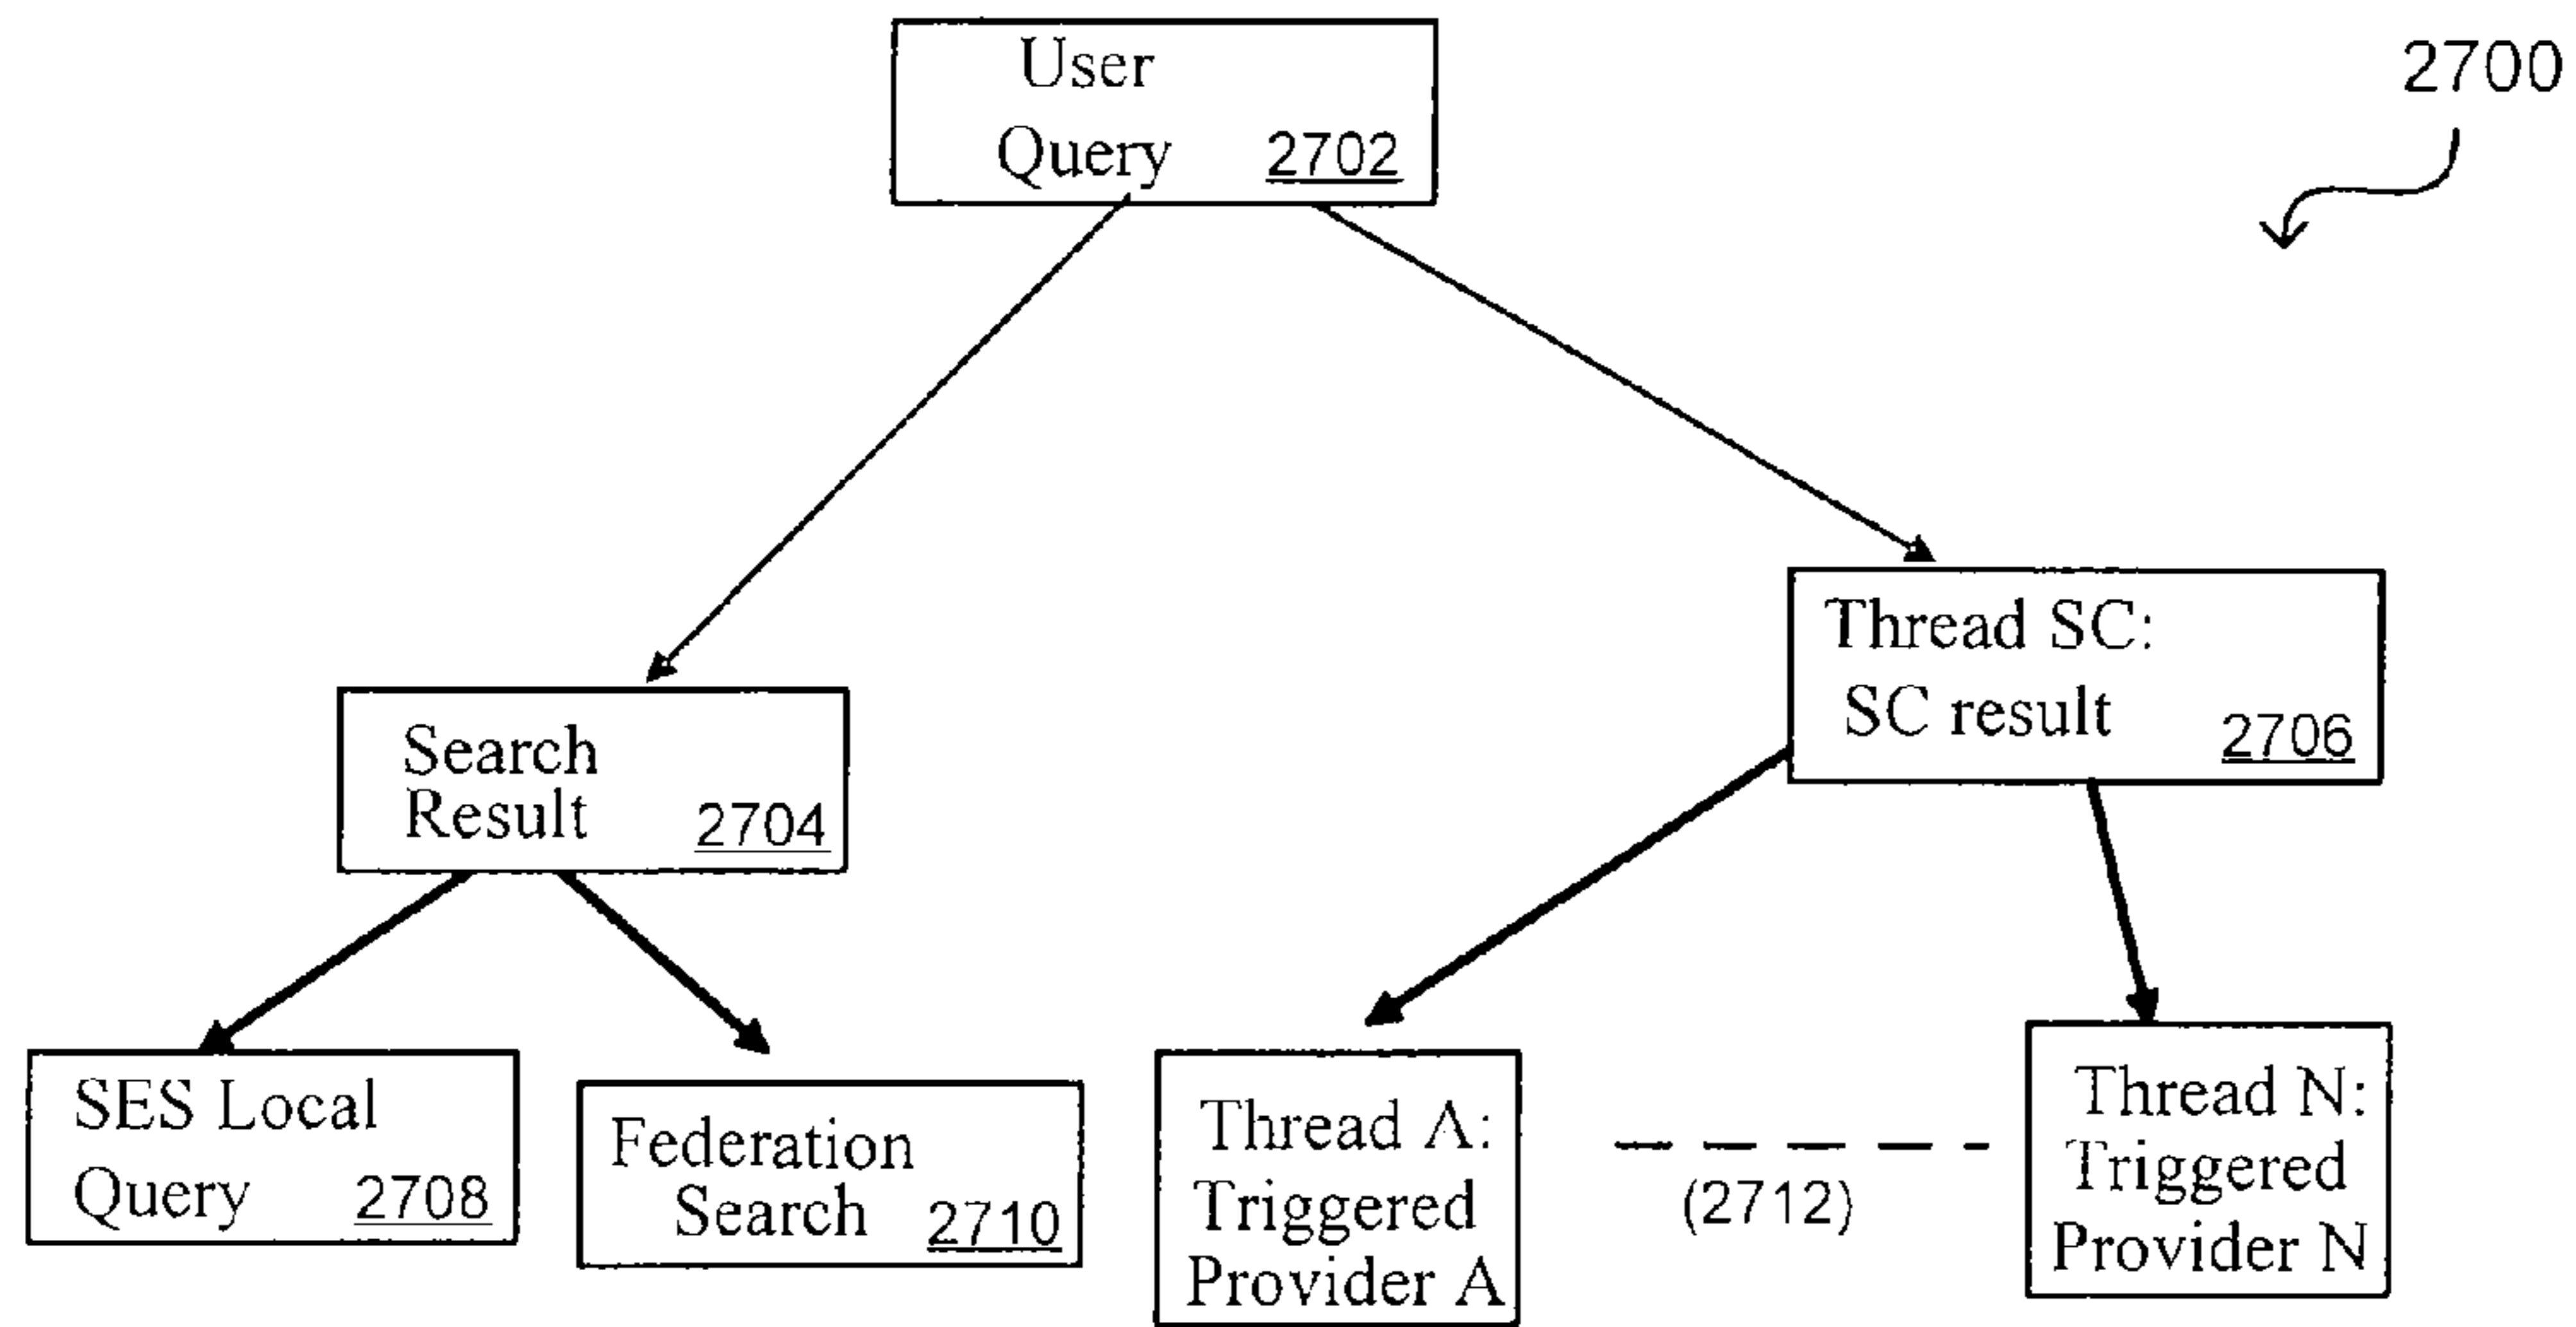 User
Query 2702
2700
Thread SC:
SC result 2706
Search
Result 2704
SES Local
Query 2708
Federation
Search 2710
Thread A:
Triggered
Provider A
(2712)
Thread N:
Triggered
Provider N